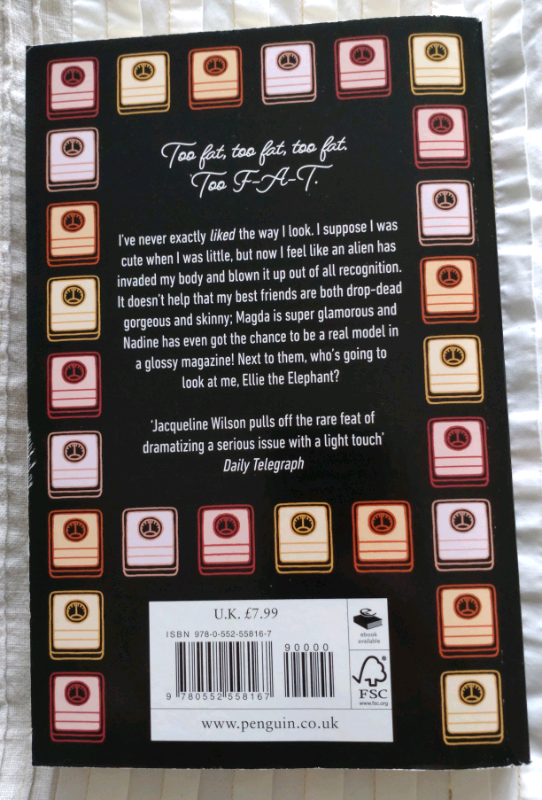 Too fat, too fat, too fat.
Too F-A-T.
I've never exactly liked the way I look. I suppose I was
cute when I was little, but now I feel like an alien has
invaded my body and blown it up out of all recognition.
It doesn't help that my best friends are both drop-dead
gorgeous and skinny; Magda is super glamorous and
Nadine has even got the chance to be a real model in
a glossy magazine! Next to them, who's going to
look at me, Ellie the Elephant?
'Jacqueline Wilson pulls off the rare feat of
dramatizing a serious issue with a light touch'
Daily Telegraph
U.K. £7.99
ISBN 978-0-552-55816-7
90000
9 780552 558167
ebook
available
FSC
www.fsc.org
www.penguin.co.uk